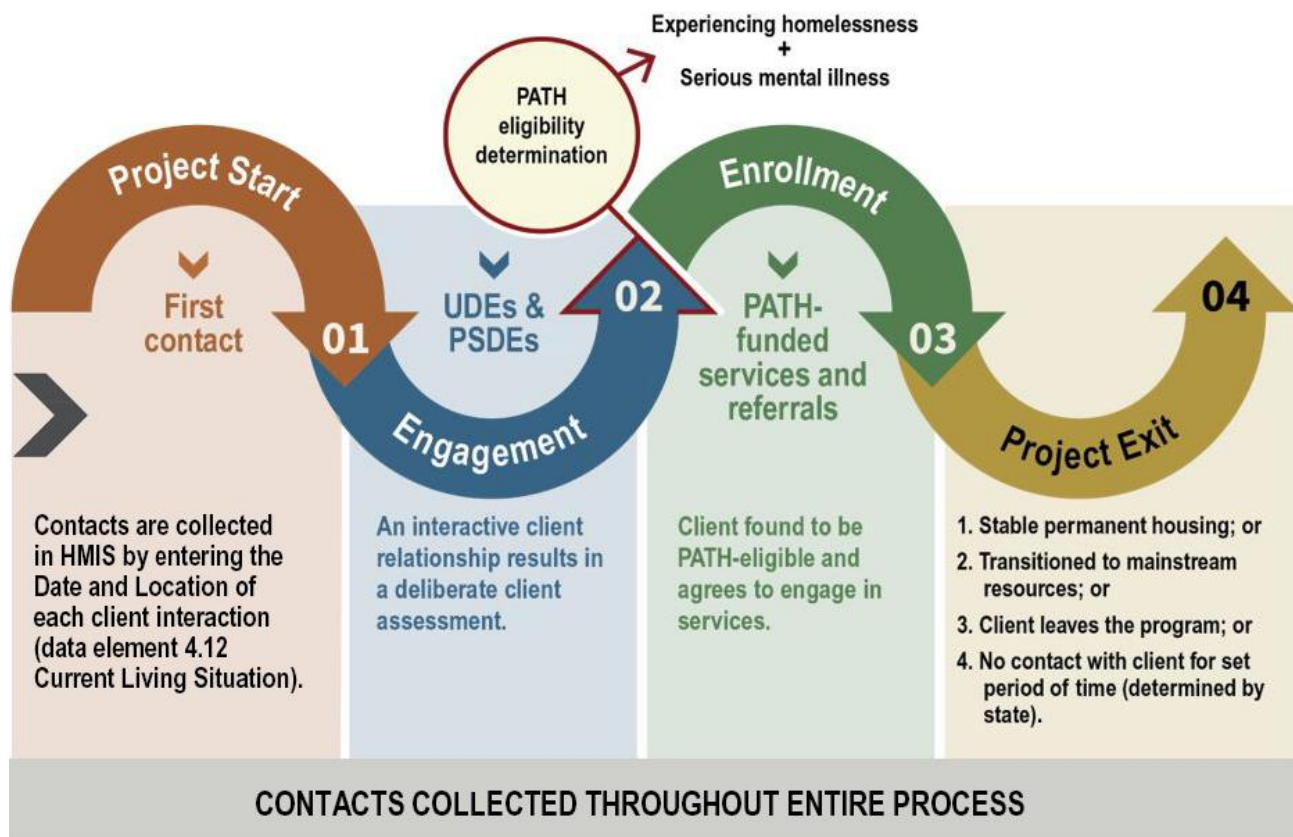 Experiencing homelessness
+
Serious mental illness
PATH
eligibility
determination
Project Start
First
contact
01
Contacts are collected
in HMIS by entering the
Date and Location of
each client interaction
(data element 4.12
Current Living Situation).
UDEs &
PSDEs
02
Engagement
An interactive client
relationship results in
a deliberate client
assessment.
Enrollment
PATH-
funded
services and
referrals
03
Client found to be
PATH-eligible and
agrees to engage in
services.
04
Project Exit
1. Stable permanent housing; or
2. Transitioned to mainstream
resources; or
3. Client leaves the program; or
4. No contact with client for set
period of time (determined by
state).
CONTACTS COLLECTED THROUGHOUT ENTIRE PROCESS